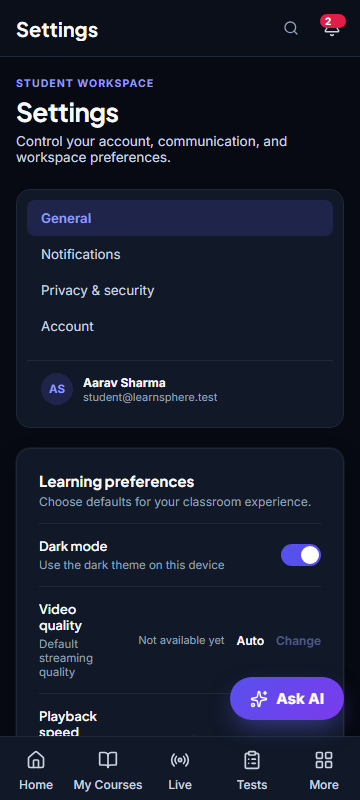 Settings
2
STUDENT WORKSPACE
Settings
Control your account, communication, and
workspace preferences.
General
Notifications
Privacy & security
Account
AS
Aarav Sharma
student@learnsphere.test
Learning preferences
Choose defaults for your classroom experience.
Dark mode
Use the dark theme on this device
Video
quality
Default
streaming
quality
Not available yet
Auto
Change
Playback
speed
Ask AI
Home
My Courses
Live
Tests
More